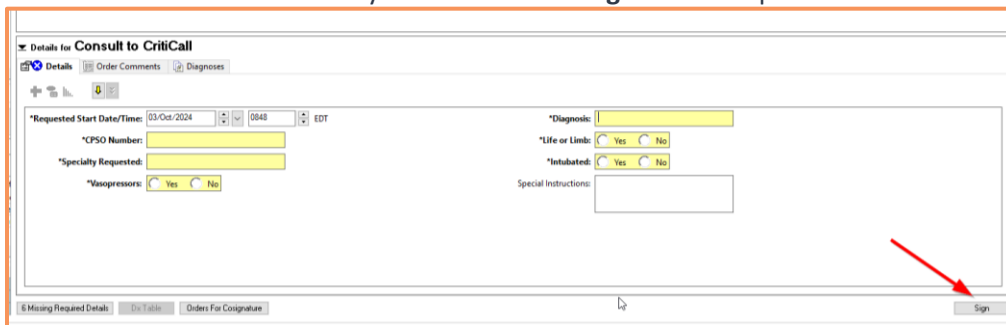 Details for Consult to CritiCall
Details Order Comments Diagnoses
*Requested Start Date/Time: 03/Oct/2024 0848 EDT *Diagnosis:
*CPSO Number: *Life or Limb: Yes No
*Specialty Requested: *Intubated: Yes No
*Vasopressors: Yes No Special Instructions:
6 Missing Required Details Dx Table Orders For Cosignature Sign